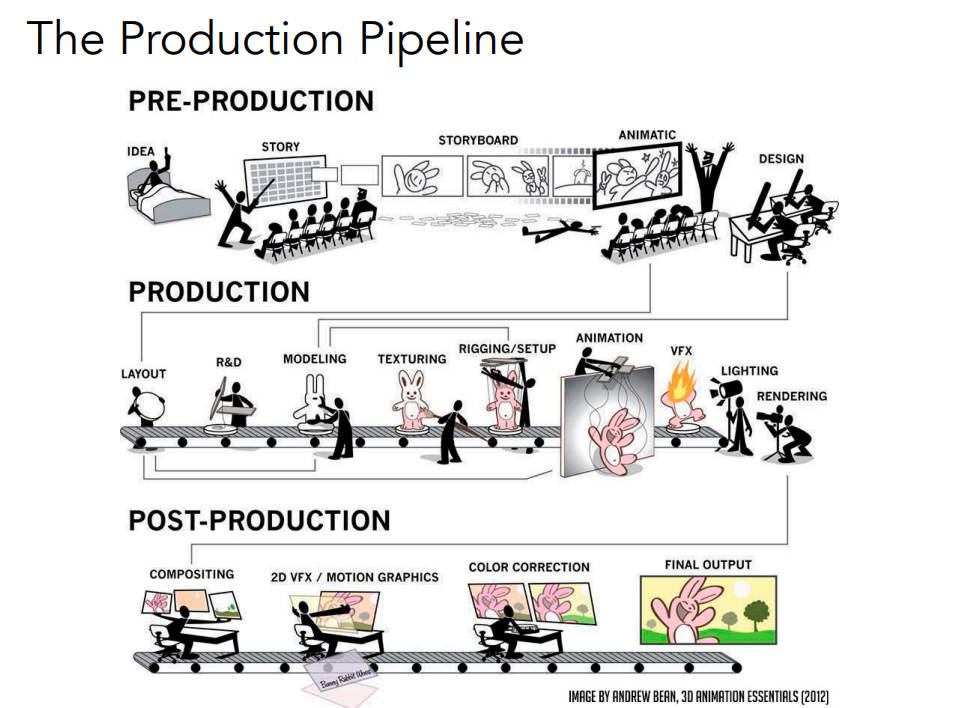 The Production Pipeline
PRE-PRODUCTION
IDEA
STORY
STORYBOARD
ANIMATIC
DESIGN
PRODUCTION
LAYOUT
R&D
MODELING
TEXTURING
RIGGING/SETUP
ANIMATION
VFX
LIGHTING
RENDERING
POST-PRODUCTION
COMPOSITING
2D VFX / MOTION GRAPHICS
COLOR CORRECTION
FINAL OUTPUT
Bunny Rabbit
IMAGE BY ANDREW BEAN, 3D ANIMATION ESSENTIALS (2012)